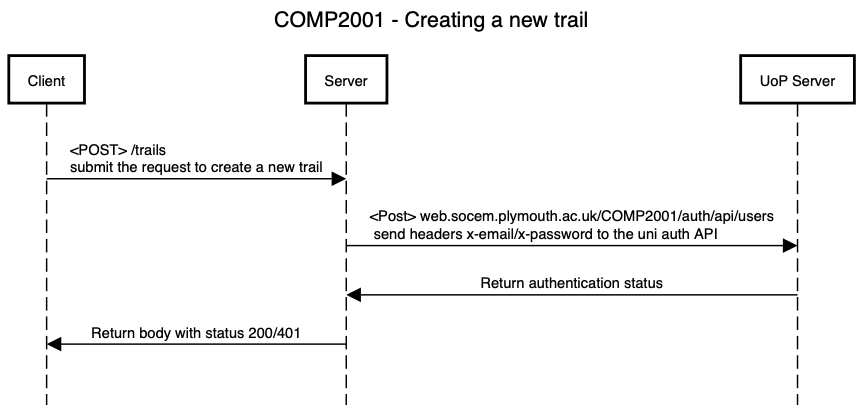 COMP2001 - Creating a new trail
Client
Server
UoP Server
<POST> /trails
submit the request to create a new trail
<Post> web.socem.plymouth.ac.uk/COMP2001/auth/api/users
send headers x-email/x-password to the uni auth API
Return authentication status
Return body with status 200/401